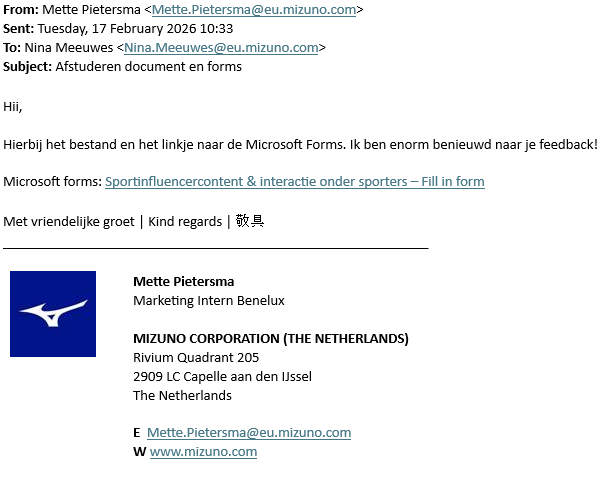 From: Mette Pietersma <Mette.Pietersma@eu.mizuno.com>
Sent: Tuesday, 17 February 2026 10:33
To: Nina Meeuwes <Nina.Meeuwes@eu.mizuno.com>
Subject: Afstuderen document en forms
Hii,
Hierbij het bestand en het linkje naar de Microsoft Forms. Ik ben enorm benieuwd naar je feedback!
Microsoft forms: Sportinfluencercontent & interactie onder sporters – Fill in form
Met vriendelijke groet | Kind regards | 敬具
Mette Pietersma
Marketing Intern Benelux
MIZUNO CORPORATION (THE NETHERLANDS)
Rivium Quadrant 205
2909 LC Capelle aan den IJssel
The Netherlands
E Mette.Pietersma@eu.mizuno.com
W www.mizuno.com